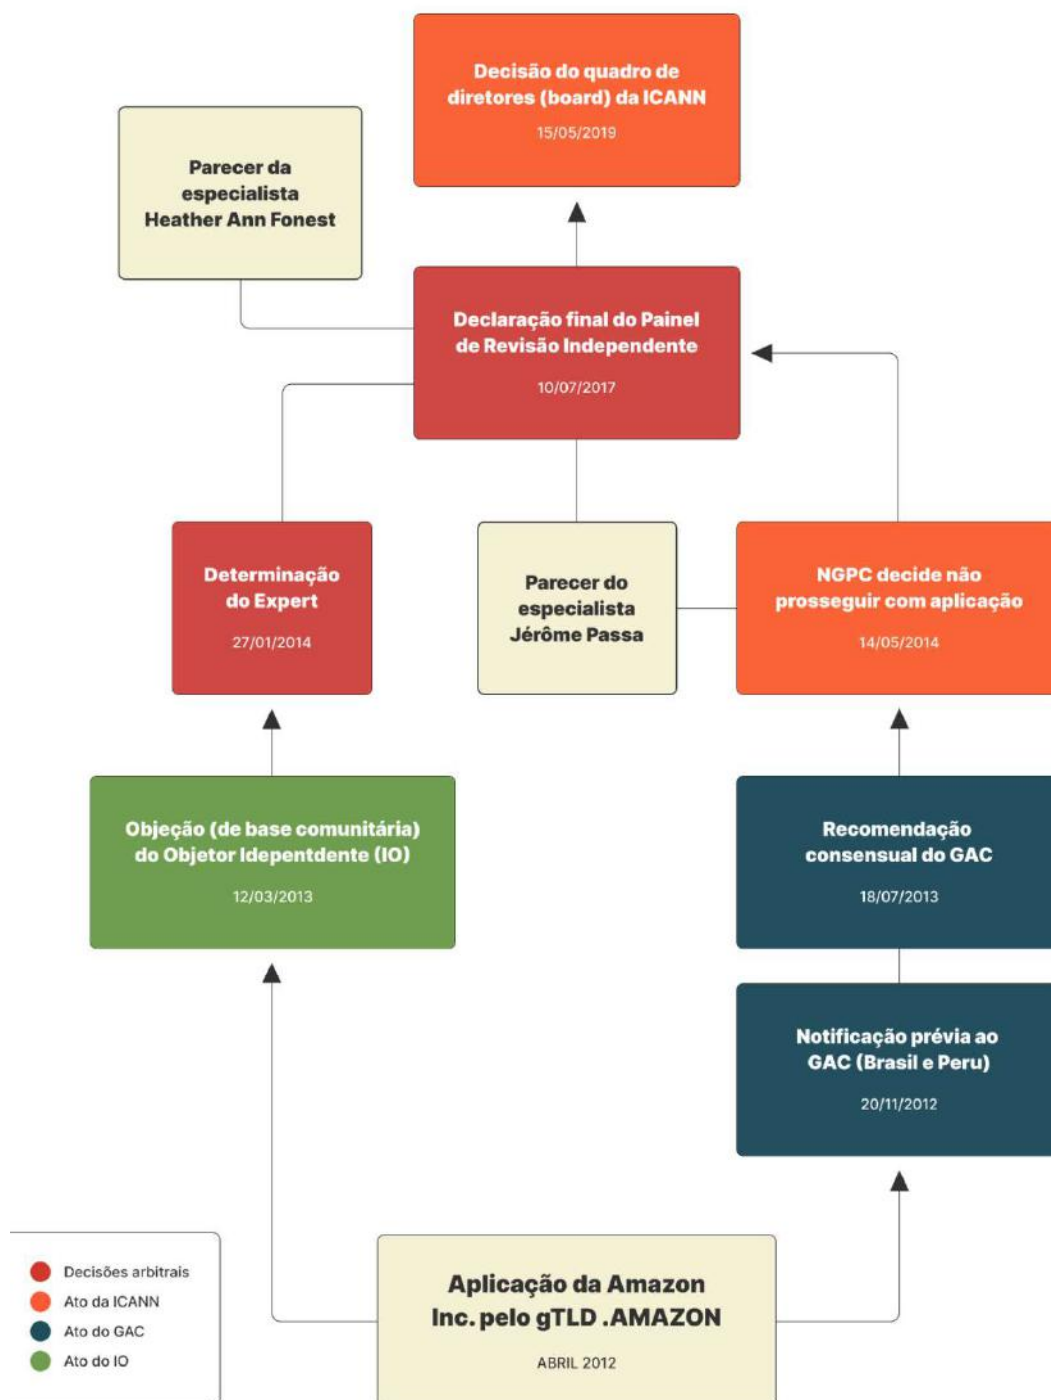 Decisão do quadro de
diretores (board) da ICANN
15/05/2019
Parecer da
especialista
Heather Ann Fonest
Declaração final do Painel
de Revisão Independente
10/07/2017
Determinação
do Expert
27/01/2014
Parecer do
especialista
Jérôme Passa
NGPC decide não
prosseguir com aplicação
14/05/2014
Objeção (de base comunitária)
do Objetor Idepentdente (IO)
12/03/2013
Recomendação
consensual do GAC
18/07/2013
Notificação prévia ao
GAC (Brasil e Peru)
20/11/2012
Aplicação da Amazon
Inc. pelo gTLD .AMAZON
ABRIL 2012
Decisões arbitrais
Ato da ICANN
Ato do GAC
Ato do IO